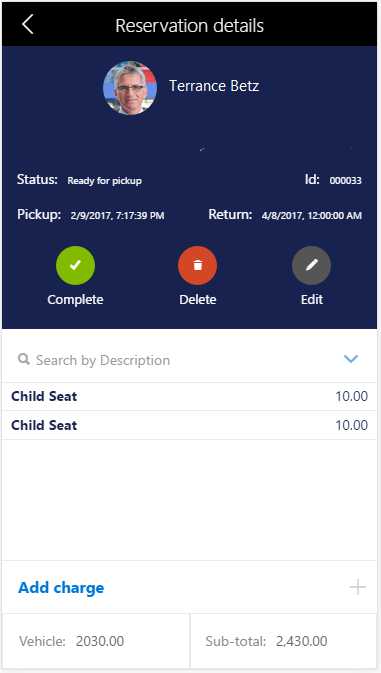 Reservation details
Terrance Betz
Status: Ready for pickup Id: 000033
Pickup: 2/9/2017, 7:17:39 PM Return: 4/8/2017, 12:00:00 AM
Complete Delete Edit
Search by Description
Child Seat 10.00
Child Seat 10.00
Add charge
Vehicle: 2030.00 Sub-total: 2,430.00